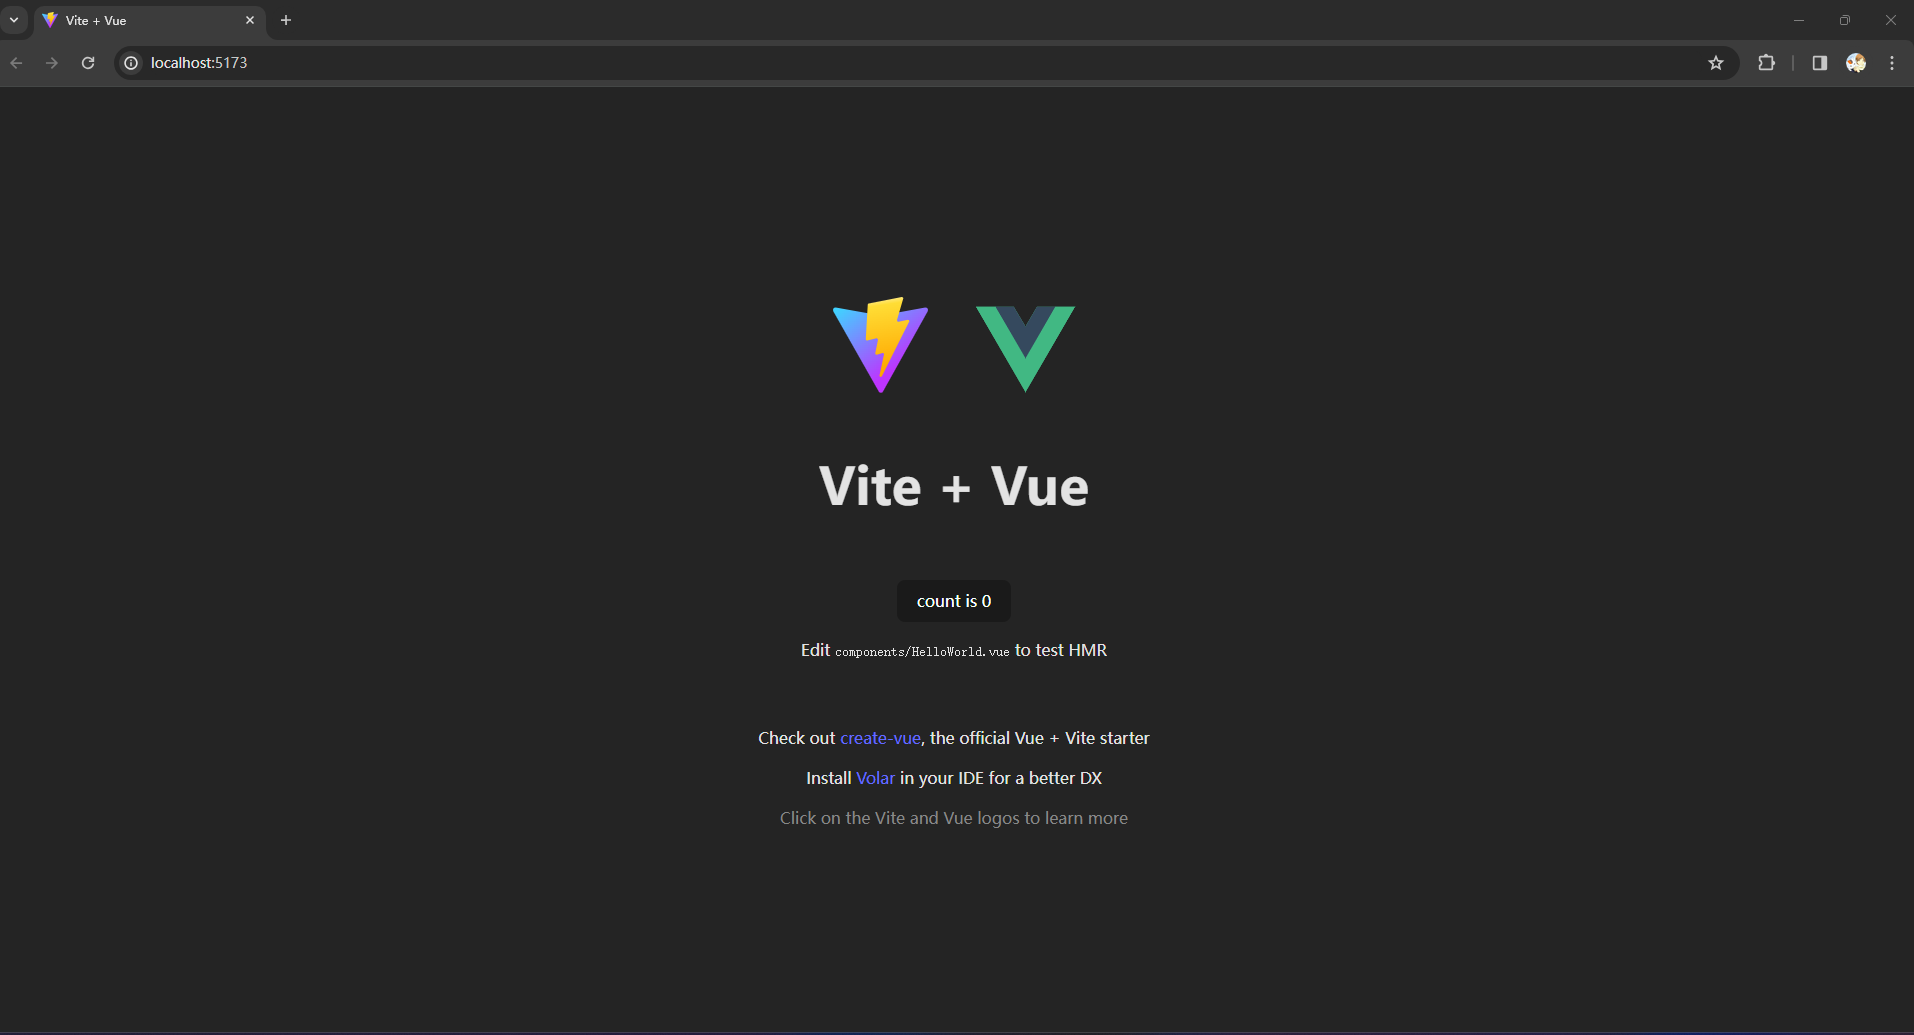 Vite + Vue
localhost:5173
Vite + Vue
count is 0
Edit components/HelloWorld.vue to test HMR
Check out create-vue, the official Vue + Vite starter
Install Volar in your IDE for a better DX
Click on the Vite and Vue logos to learn more